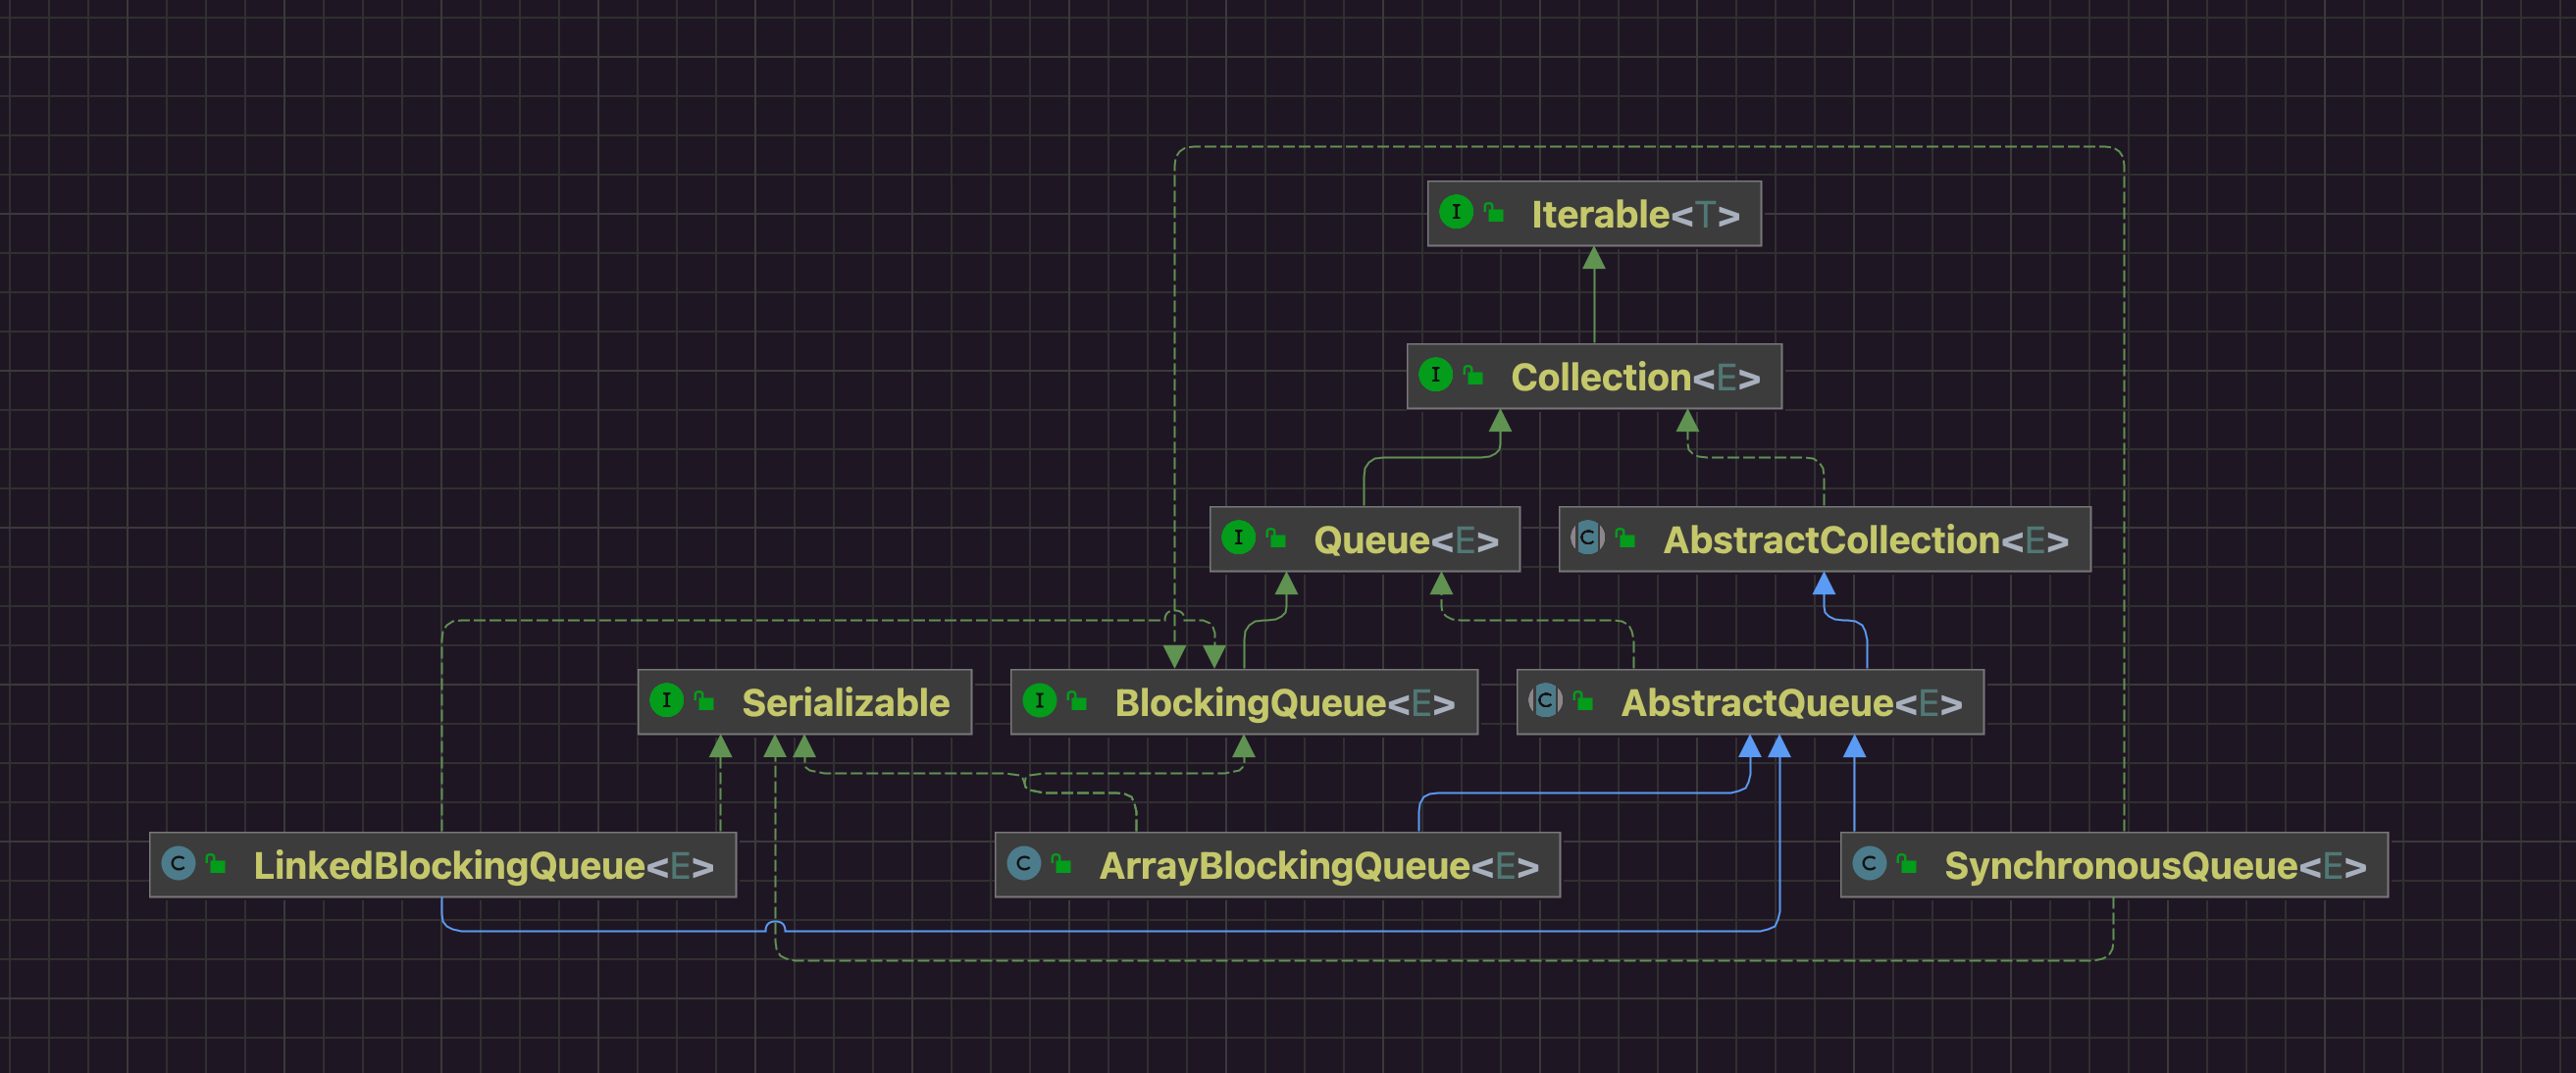 Iterable<T>
Collection<E>
Queue<E>
AbstractCollection<E>
Serializable
BlockingQueue<E>
AbstractQueue<E>
LinkedBlockingQueue<E>
ArrayBlockingQueue<E>
SynchronousQueue<E>